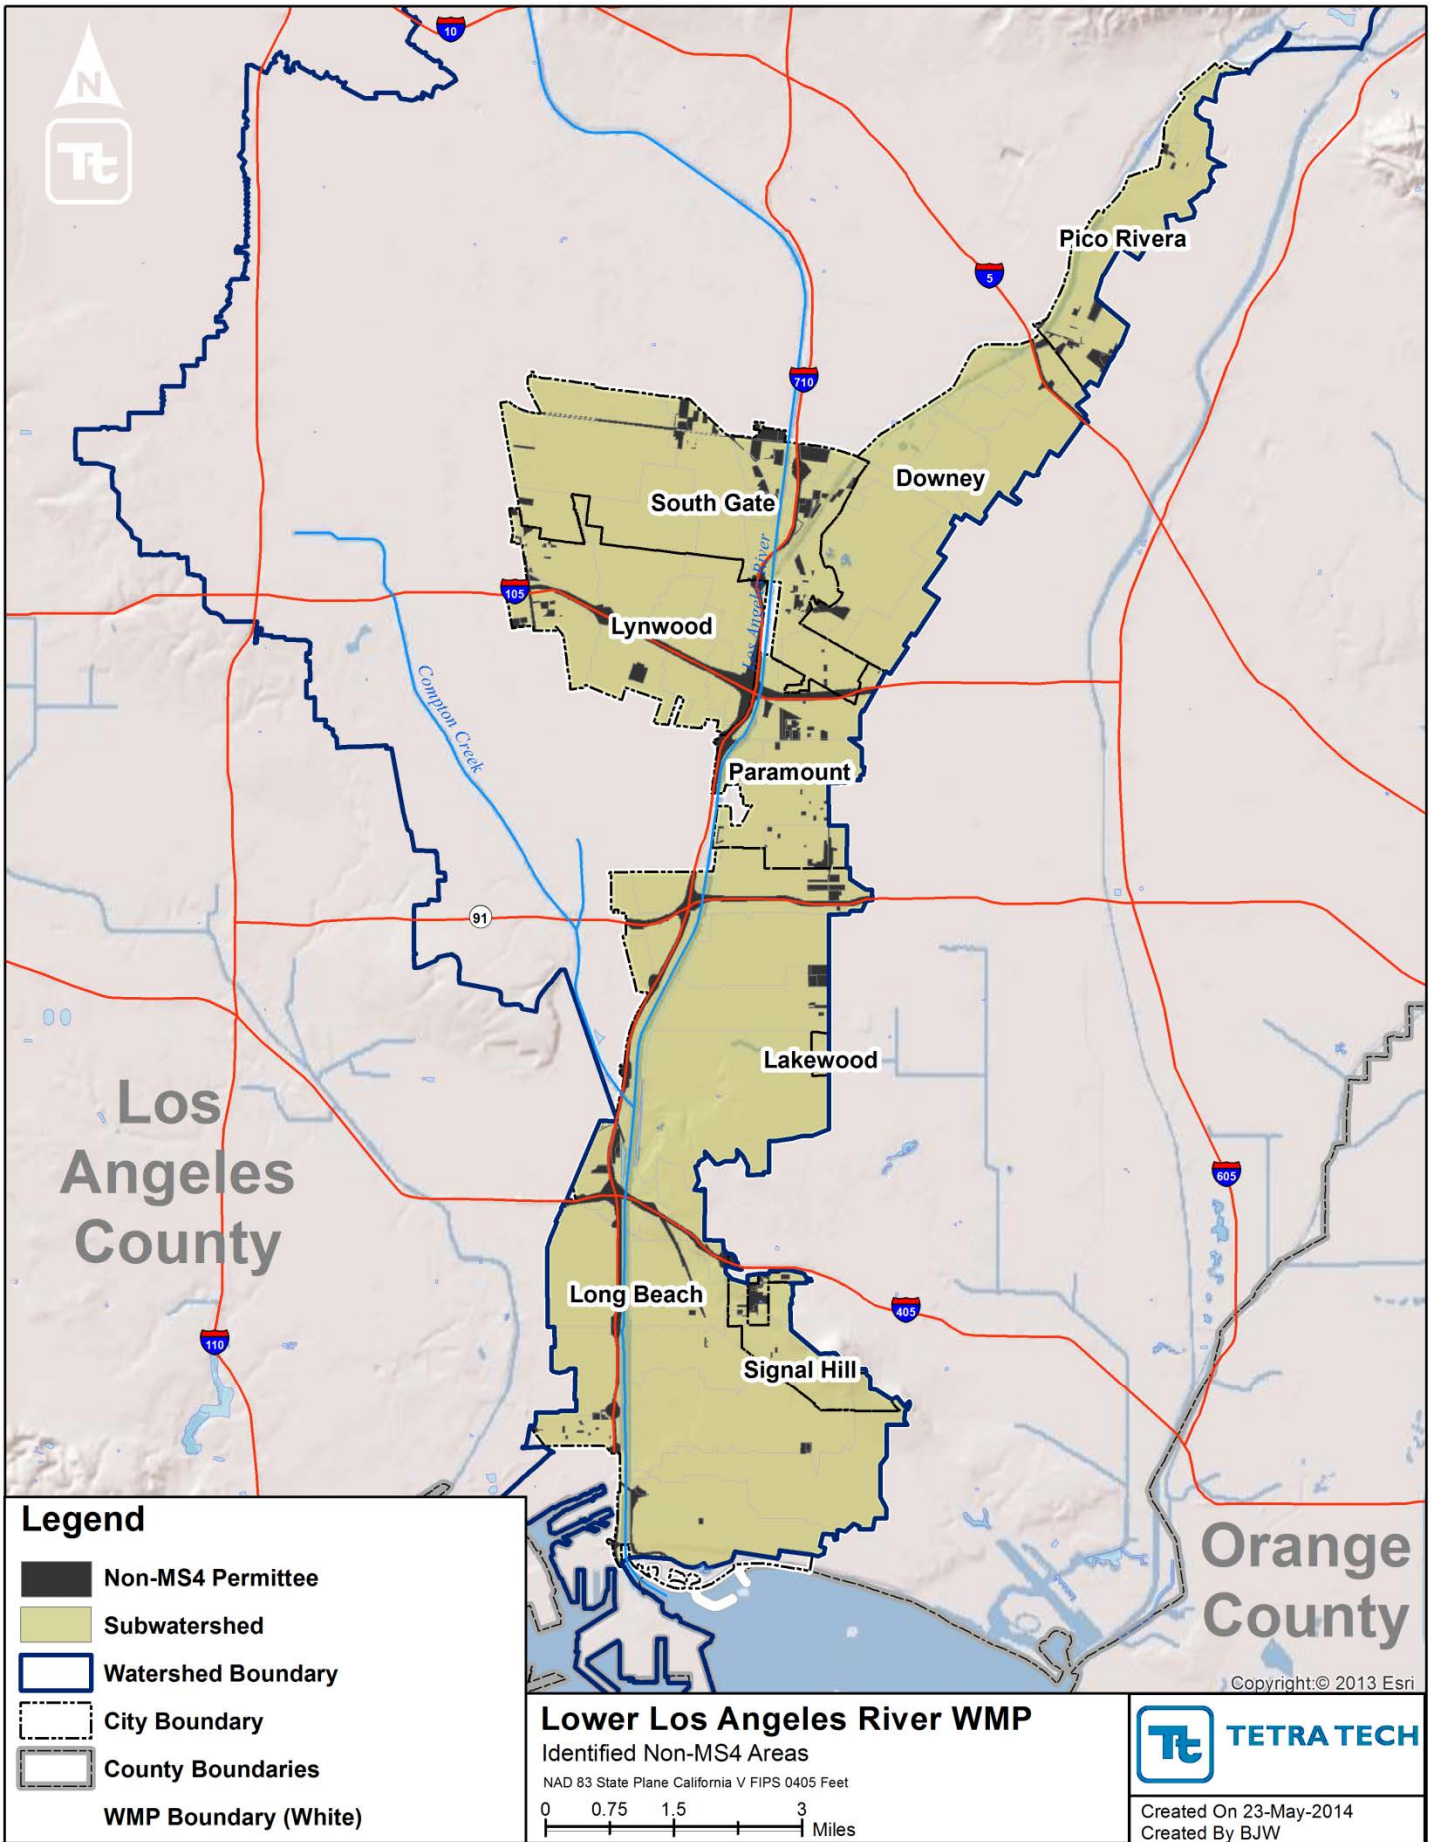 10
N
Tt
Pico Rivera
5
710
Downey
South Gate
Los Angeles River
105
Lynwood
Compton Creek
Paramount
91
Lakewood
Los
Angeles
County
605
Long Beach
405
110
Signal Hill
Orange
County
Copyright:© 2013 Esri
Legend
Non-MS4 Permittee
Subwatershed
Watershed Boundary
City Boundary
County Boundaries
WMP Boundary (White)
Lower Los Angeles River WMP
Identified Non-MS4 Areas
NAD 83 State Plane California V FIPS 0405 Feet
0 0.75 1.5 3
Miles
Tt TETRA TECH
Created On 23-May-2014
Created By BJW